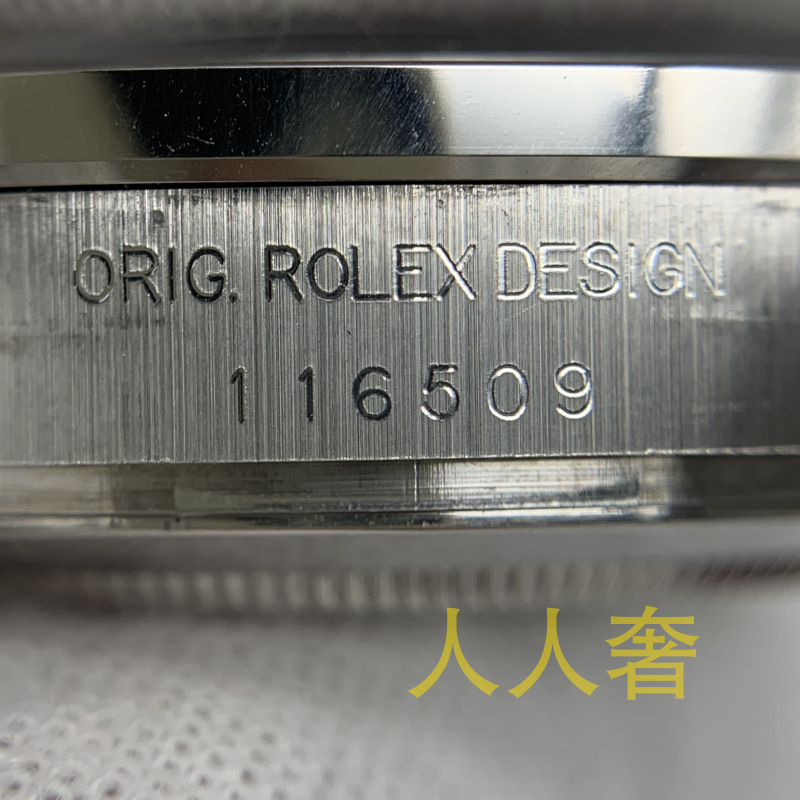 ORIG. ROLEX DESIGN
116509
人人奢